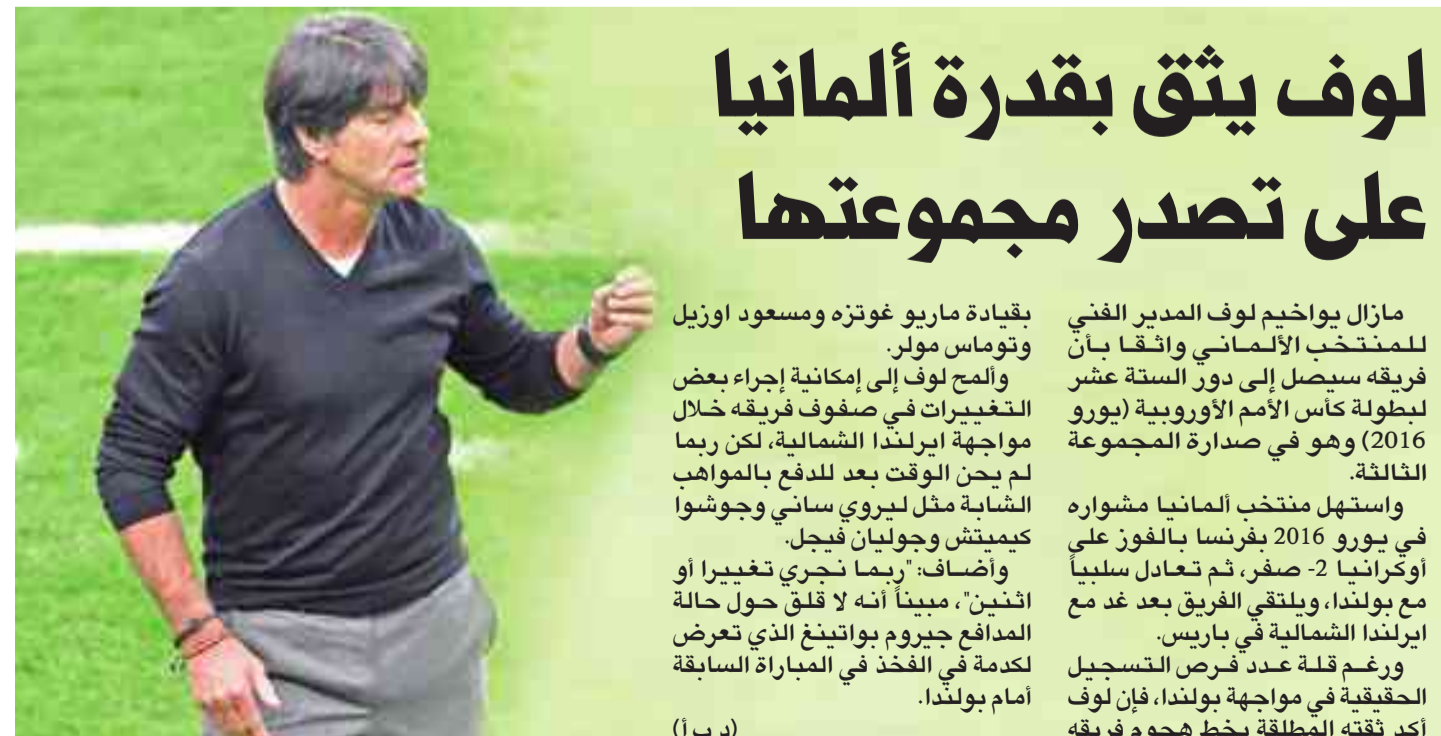 لوف يثق بقدرة ألمانيا
على تصدر مجموعتها
مازال يواخيم لوف المدير الفني
للمنتخب الألماني واثقا بأن
فريقه سيصل إلى دور الستة عشر
لبطولة كأس الأمم الأوروبية (يورو
2016) وهو في صدارة المجموعة
الثالثة.
واستهل منتخب ألمانيا مشواره
في يورو 2016 بفرنسا بالفوز على
أوكرانيا 2- صفر، ثم تعادل سلبياً
مع بولندا، ويلتقي الفريق بعد غد مع
ايرلندا الشمالية في باريس.
ورغم قلة عدد فرص التسجيل
الحقيقية في مواجهة بولندا، فإن لوف
أكد ثقته المطلقة بخط هجوم فريقه
بقيادة ماريو غوتزه ومسعود اوزيل
وتوماس مولر.
وألمح لوف إلى إمكانية إجراء بعض
التغييرات في صفوف فريقه خلال
مواجهة ايرلندا الشمالية، لكن ربما
لم يحن الوقت بعد للدفع بالمواهب
الشابة مثل ليروي ساني وجوشوا
كيميتش وجوليان فيجل.
وأضاف: "ربما نجري تغييرا أو
اثنين"، مبيناً أنه لا قلق حول حالة
المدافع جيروم بواتينغ الذي تعرض
لكدمة في الفخذ في المباراة السابقة
أمام بولندا.
(د ب أ)